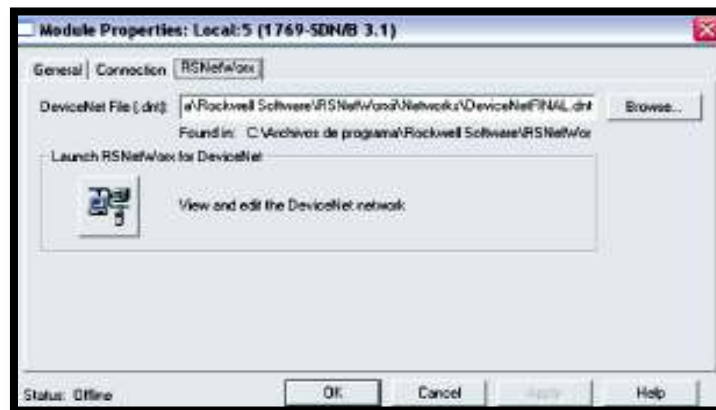 Module Properties: Local:5 (1769-SDN/B 3.1)
General Connection RSNetWorx
DeviceNet File (.dnt): a\Rockwell Software\RSNetWorxII\Networks\DeviceNetFINAL.dnt Browse...
Found in: C:\Archivos de programa\Rockwell Software\RSNetWor
Launch RSNetWorx for DeviceNet
View and edit the DeviceNet network
Status: Offline OK Cancel Apply Help